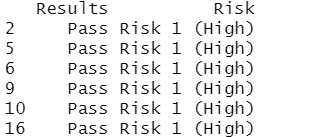 Results Risk
2 Pass Risk 1 (High)
5 Pass Risk 1 (High)
6 Pass Risk 1 (High)
9 Pass Risk 1 (High)
10 Pass Risk 1 (High)
16 Pass Risk 1 (High)